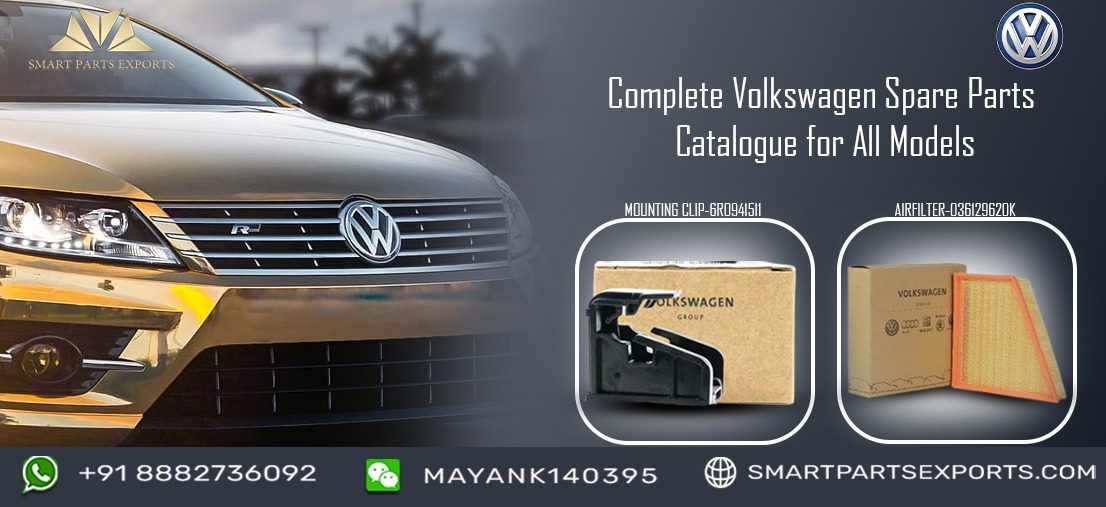 SMART PARTS EXPORTS
Complete Volkswagen Spare Parts
Catalogue for All Models
MOUNTING CLIP-6R0941511
AIRFILTER-036129620K
VOLKSWAGEN
GROUP
VOLKSWAGEN
GROUP
+91 8882736092
MAYANK140395
SMARTPARTSEXPORTS.COM